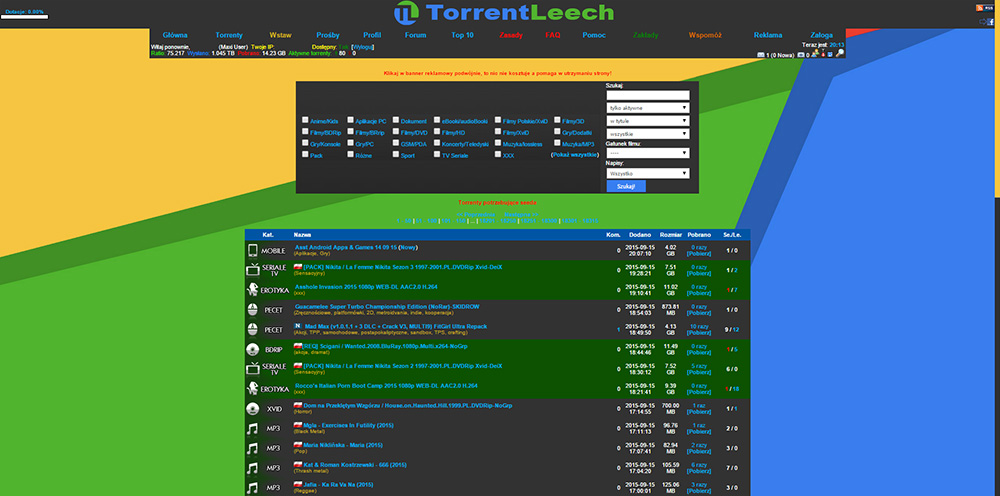 Dotacje: 6.00%
RSS
TorrentLeech
Główna Torrenty Wstaw Prośby Profil Forum Top 10 Zasady FAQ Pomoc Zakłady Wspomóż Reklama Załoga
Witaj ponownie, (Maxi User) Twoje IP: Dostępny: Tak [Wyloguj]
Teraz jest: 20:13
Ratio: 75.217 Wysłano: 1.045 TB Pobrano: 14.23 GB Aktywne torrenty: 80 0
1 (0 Nowa) 0
Klikaj w banner reklamowy podwójnie, to nic nie kosztuje a pomaga w utrzymaniu strony!
Szukaj:
tylko aktywne
w tytule
wszystkie
Gatunek filmu:
----
Napisy:
Wszystko
Szukaj!
Anime/Kids Aplikacje PC Dokument eBook/audioBook Filmy Polskie/XviD Filmy/3D
Filmy/BDRip Filmy/BRrip Filmy/DVD Filmy/HD Filmy/XviD Gry/Dodatki
Gry/Konsole Gry/PC GSM/PDA Koncerty/Teledyski Muzyka/lossless Muzyka/MP3
Pack Różne Sport TV Seriale XXX (Pokaż wszystkie)
Torrenty potrzebujące seeda
Kat. Nazwa Kom. Dodano Rozmiar Pobrano Se./Le.
MOBILE Asst Android Apps & Games 14 09 15 (Nowy) 0 2015-09-15 4.02 0 razy 1 / 0
(Aplikacje, Gry) 20:07:10 GB [Pobierz]
SERIALE TV [PACK] Nikita / La Femme Nikita Sezon 3 1997-2001.PL.DVDRip Xvid-DeiX 0 2015-09-15 7.51 0 razy 1 / 2
(Sensacyjny) 19:28:21 GB [Pobierz]
EROTYKA Asshole Invasion 2015 1080p WEB-DL AAC2.0 H.264 0 2015-09-15 11.02 0 razy 1 / 7
(xxx) 19:10:41 GB [Pobierz]
PECET Guacamelee Super Turbo Championship Edition (NoRar)-SKIDROW 0 2015-09-15 873.81 0 razy 1 / 0
(Zręcznościowe, platformówki, 2D, metroidvania, indie, kooperacja) 18:54:03 MB [Pobierz]
PECET N Mad Max (v1.0.1.1 + 3 DLC + Crack V3, MULTI9) FitGirl Ultra Repack 1 2015-09-15 4.13 10 razy 9 / 12
(Akcji, TPP, samochodowe, postapokaliptyczne, sandbox, TPS, crafting) 18:49:50 GB [Pobierz]
BDRIP [REQ] Ścigani / Wanted.2008.BluRay.1080p.Multi.x264-NoGrp 0 2015-09-15 11.49 0 razy 1 / 5
(akcja, dramat) 18:44:46 GB [Pobierz]
SERIALE TV [PACK] Nikita / La Femme Nikita Sezon 2 1997-2001.PL.DVDRip Xvid-DeiX 0 2015-09-15 7.52 5 razy 6 / 0
(Sensacyjny) 18:30:12 GB [Pobierz]
EROTYKA Rocco's Italian Porn Boot Camp 2015 1080p WEB-DL AAC2.0 H.264 0 2015-09-15 9.39 0 razy / 18
(xxx) 18:21:41 GB [Pobierz]
XVID Dom na Przeklętym Wzgórzu / House.on.Haunted.Hill.1999.PL.DVDRip-NoGrp 0 2015-09-15 700.00 1 raz 1 / 1
(Horror) 17:14:55 MB [Pobierz]
MP3 Mgła - Exercises In Futility (2015) 0 2015-09-15 96.76 1 raz 2 / 0
(Black Metal) 17:11:13 MB [Pobierz]
MP3 Maria Niklińska - Maria (2015) 0 2015-09-15 82.94 2 razy 3 / 0
(Pop) 17:07:41 MB [Pobierz]
MP3 Kat & Roman Kostrzewski - 666 (2015) 0 2015-09-15 105.59 6 razy 7 / 0
(Thrash metal) 17:04:20 MB [Pobierz]
MP3 Jafia - Ka Ra Va Na (2015) 0 2015-09-15 125.06 3 razy 3 / 0
(Reggae) 17:00:01 MB [Pobierz]